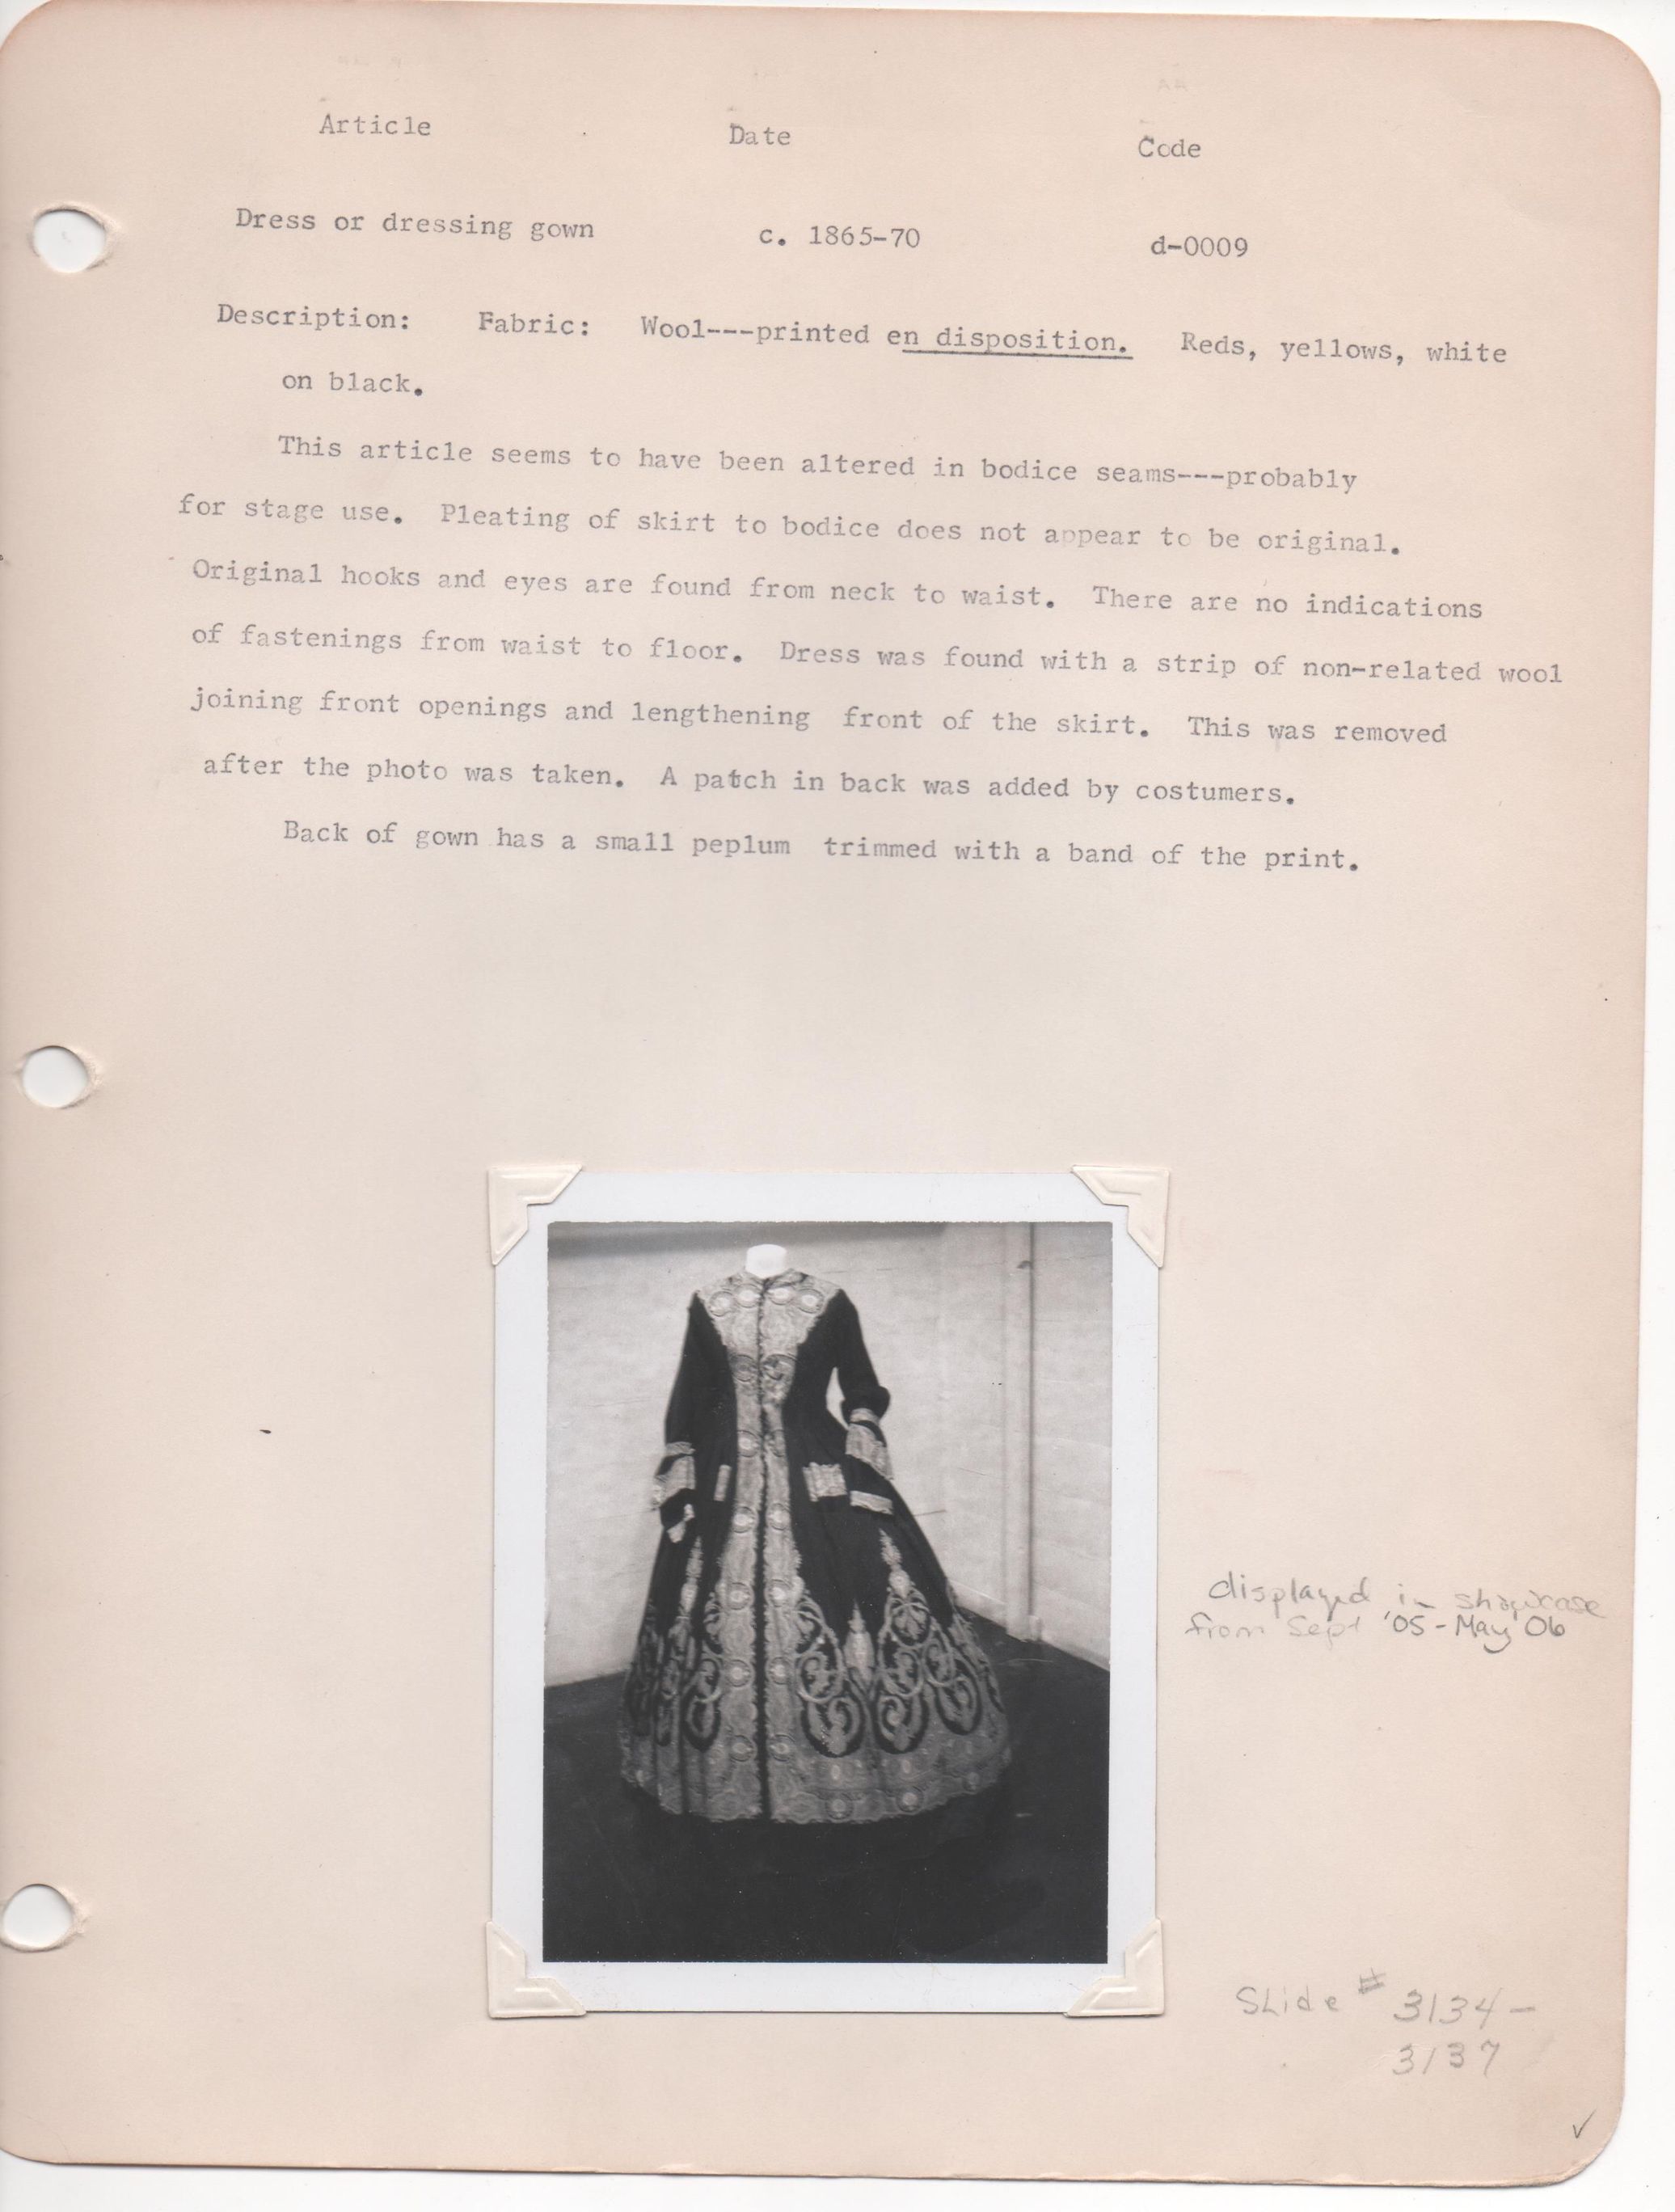 Article Date Code
Dress or dressing gown c. 1865-70 d-0009
Description: Fabric: Wool---printed en disposition. Reds, yellows, white
on black.
This article seems to have been altered in bodice seams---probably
for stage use. Pleating of skirt to bodice does not appear to be original.
Original hooks and eyes are found from neck to waist. There are no indications
of fastenings from waist to floor. Dress was found with a strip of non-related wool
joining front openings and lengthening front of the skirt. This was removed
after the photo was taken. A patch in back was added by costumers.
Back of gown has a small peplum trimmed with a band of the print.
displayed in showcase
from Sept '05 - May '06
Slide # 3134-
3137